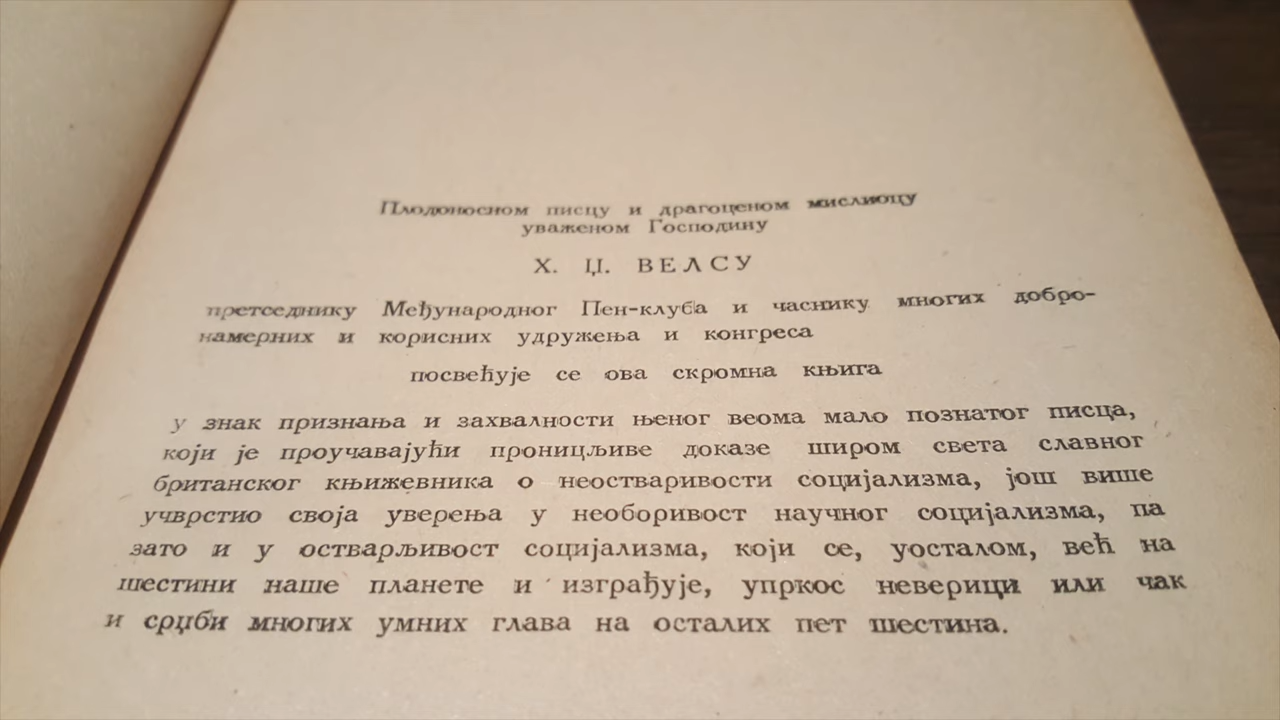 Плодоносном писцу и драгоценом мислиоцу
уваженом Господину
Х. Џ. ВЕЛСУ
претседнику Међународног Пен-клуба и часнику многих добро-
намерних и корисних удружења и конгреса
посвећује се ова скромна књига
у знак признања и захвалности њеног веома мало познатог писца,
који је проучавајући проницљиве доказе широм света славног
британског књижевника о неостваривости социјализма, још више
учврстио своја уверења у необоривост научног социјализма, па
зато и у остварљивост социјализма, који се, уосталом, већ на
шестини наше планете и изграђује, упркос неверици или чак
и срџби многих умних глава на осталих пет шестина.